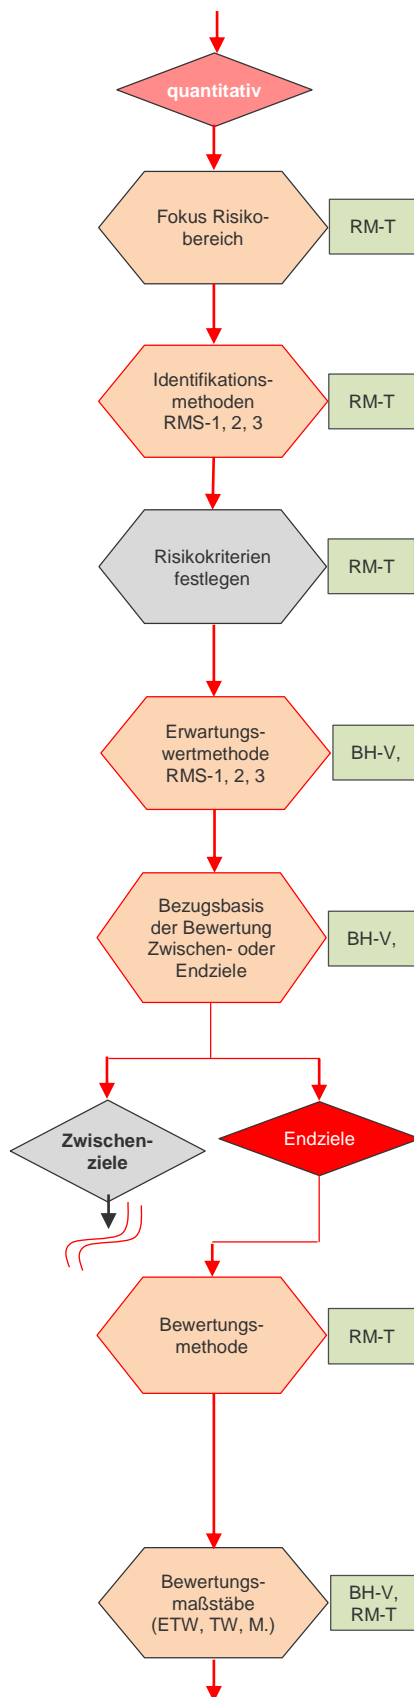 quantitativ
Fokus Risiko-
bereich
RM-T
Identifikations-
methoden
RMS-1, 2, 3
RM-T
Risikokriterien
festlegen
RM-T
Erwartungs-
wertmethode
RMS-1, 2, 3
BH-V,
Bezugsbasis
der Bewertung
Zwischen- oder
Endziele
BH-V,
Zwischen-
ziele
Endziele
Bewertungs-
methode
RM-T
Bewertungs-
maßstäbe
(ETW, TW, M.)
BH-V,
RM-T